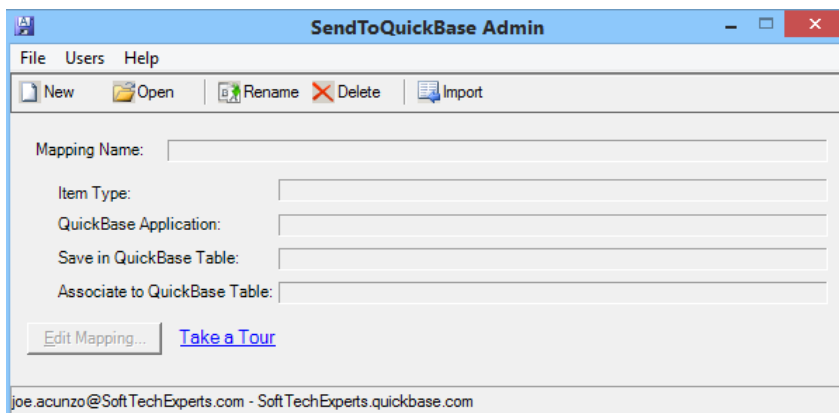 SendToQuickBase Admin
File Users Help
New Open Rename Delete Import
Mapping Name:
Item Type:
QuickBase Application:
Save in QuickBase Table:
Associate to QuickBase Table:
Edit Mapping... Take a Tour
joe.acunzo@SoftTechExperts.com - SoftTechExperts.quickbase.com